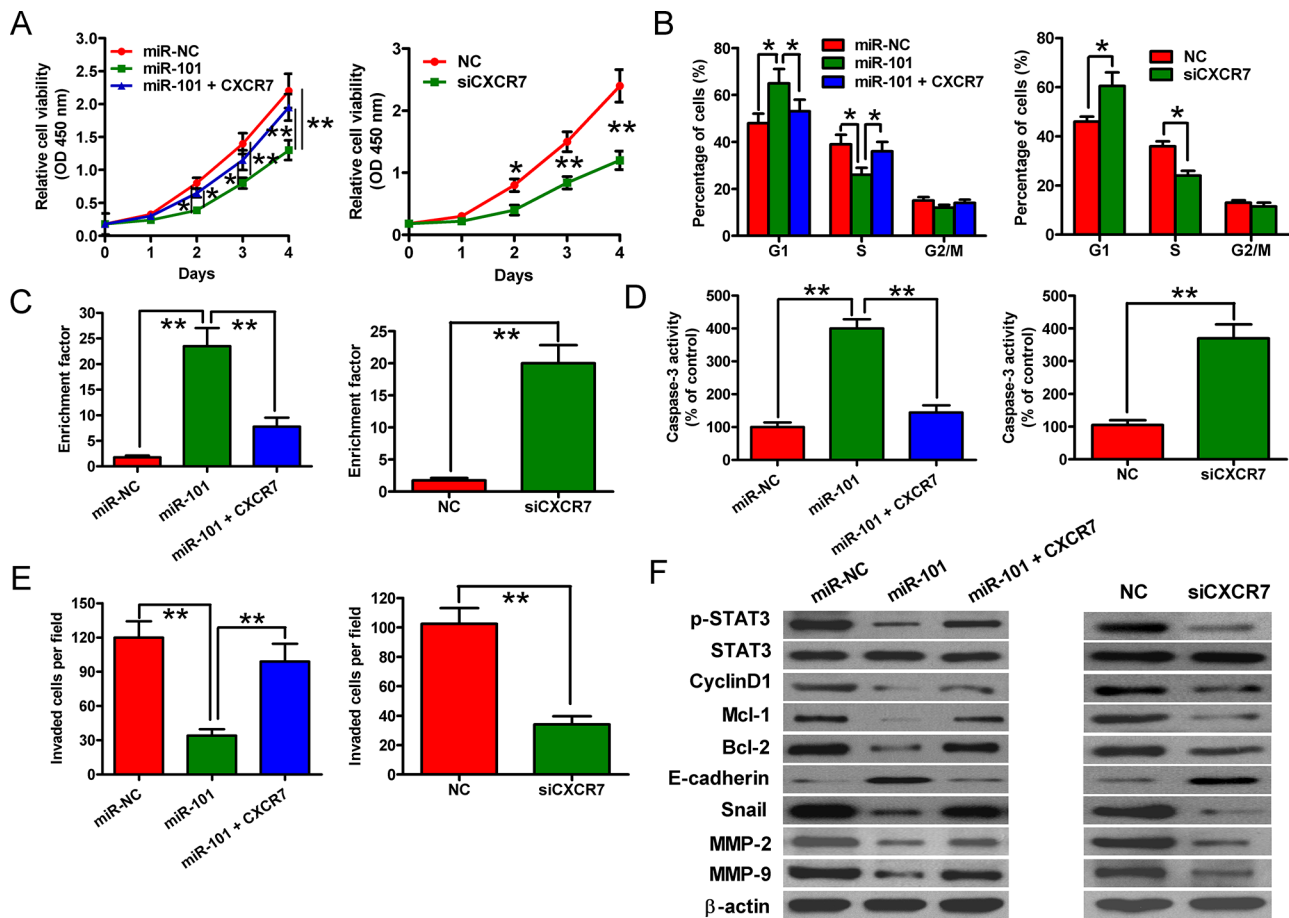 A
miR-NC
miR-101
miR-101 + CXCR7
Relative cell viability
(OD 450 nm)
2.5
2.0
1.5
1.0
0.5
0.0
** ** ** * * *
0 1 2 3 4
Days
NC
siCXCR7
Relative cell viability
(OD 450 nm)
3
2
1
0
* ** **
0 1 2 3 4
Days
B
miR-NC
miR-101
miR-101 + CXCR7
Percentage of cells (%)
80
60
40
20
0
* * * *
G1 S G2/M
NC
siCXCR7
Percentage of cells (%)
80
60
40
20
0
* *
G1 S G2/M
C
Enrichment factor
30
25
20
15
10
5
0
** **
miR-NC
miR-101
miR-101 + CXCR7
Enrichment factor
25
20
15
10
5
0
**
NC siCXCR7
D
Caspase-3 activity
(% of control)
500
400
300
200
100
0
** **
miR-NC
miR-101
miR-101 + CXCR7
Caspase-3 activity
(% of control)
500
400
300
200
100
0
**
NC siCXCR7
E
Invaded cells per field
150
120
90
60
30
0
** **
miR-NC
miR-101
miR-101 + CXCR7
Invaded cells per field
120
100
80
60
40
20
0
**
NC siCXCR7
F
miR-NC
miR-101
miR-101 + CXCR7
NC siCXCR7
p-STAT3
STAT3
CyclinD1
Mcl-1
Bcl-2
E-cadherin
Snail
MMP-2
MMP-9
β-actin